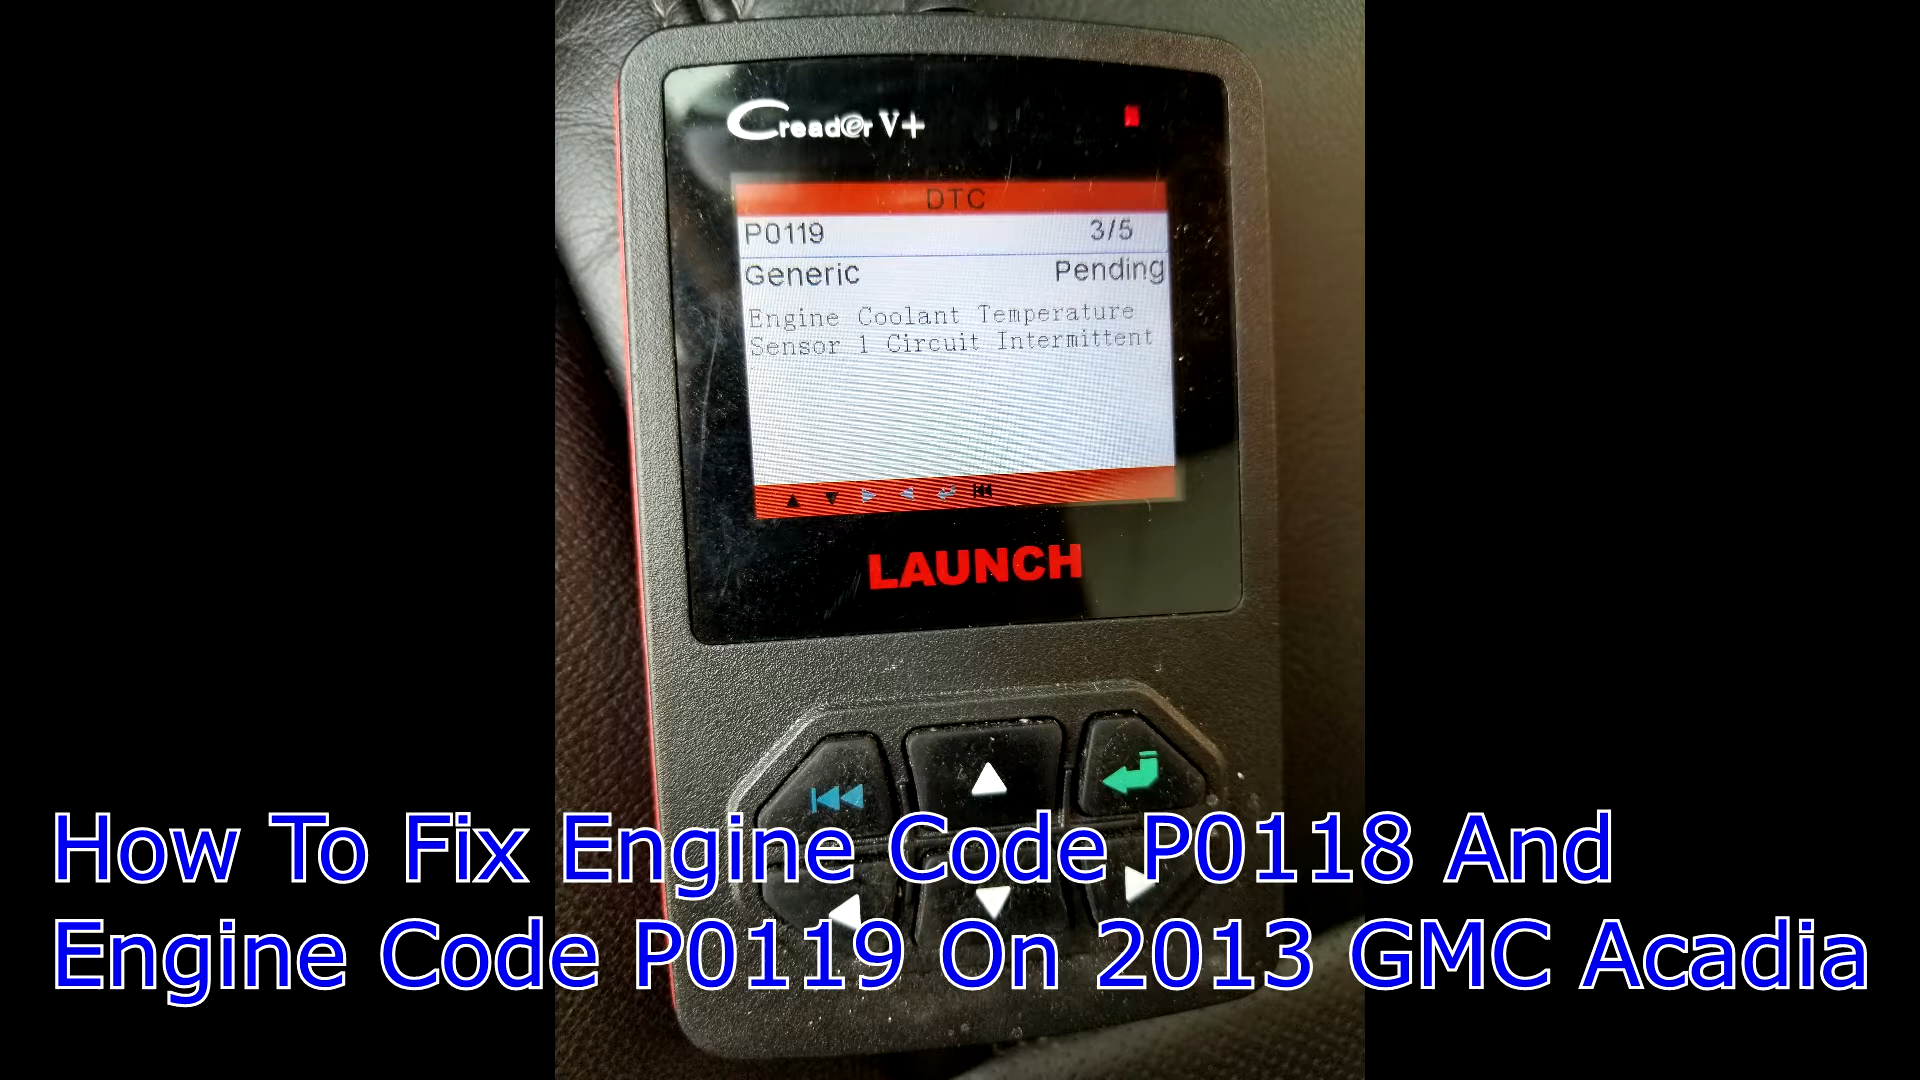 Creader V+
DTC
P0119 3/5
Generic Pending
Engine Coolant Temperature
Sensor 1 Circuit Intermittent
LAUNCH
How To Fix Engine Code P0118 And
Engine Code P0119 On 2013 GMC Acadia